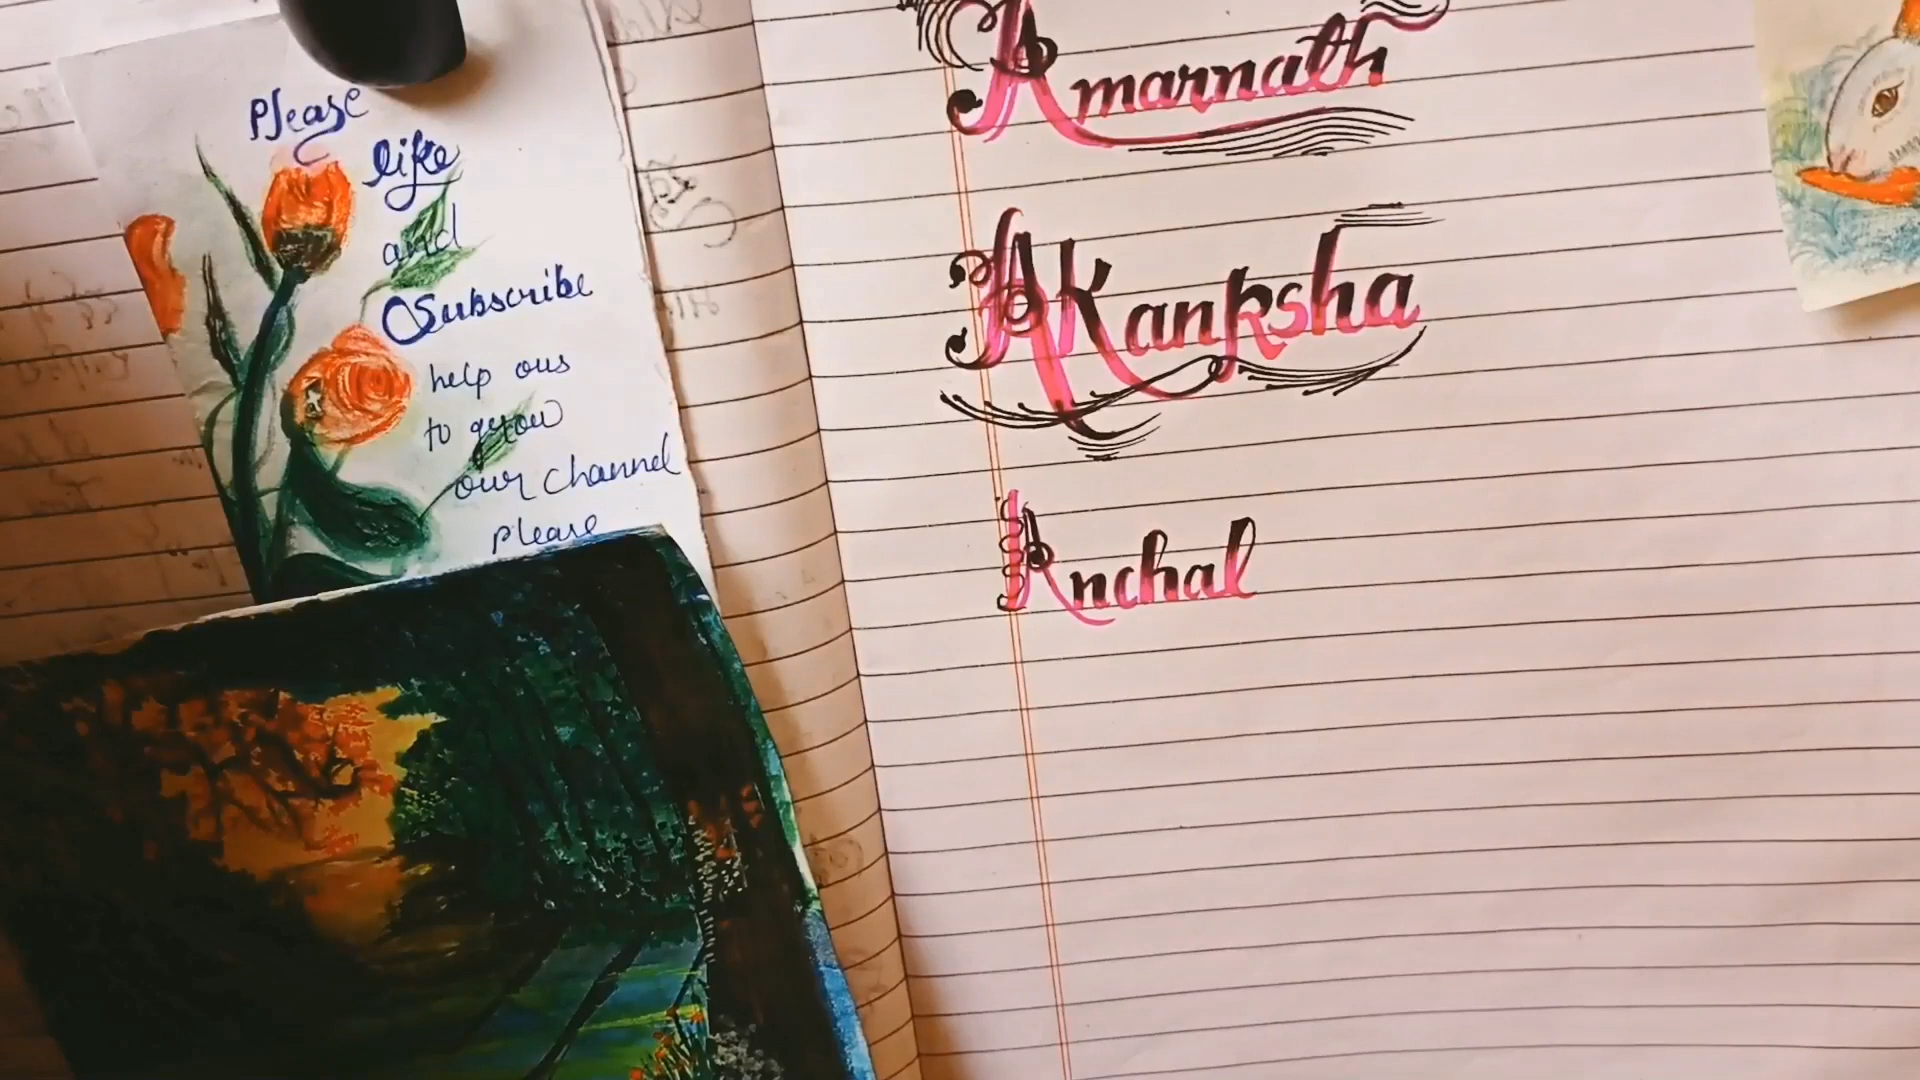 Please
like
and
Subscribe
help ous
to grow
our channel
please
Amarnath
AKanksha
Anchal